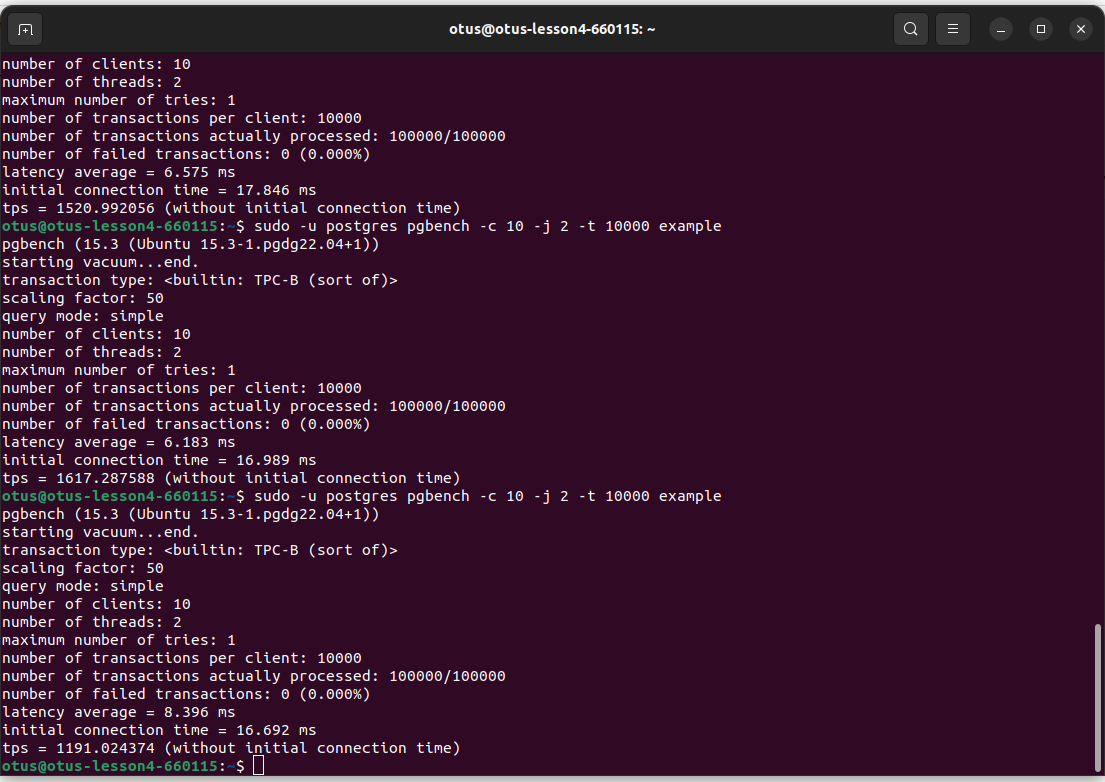 otus@otus-lesson4-660115: ~
number of clients: 10
number of threads: 2
maximum number of tries: 1
number of transactions per client: 10000
number of transactions actually processed: 100000/100000
number of failed transactions: 0 (0.000%)
latency average = 6.575 ms
initial connection time = 17.846 ms
tps = 1520.992056 (without initial connection time)
otus@otus-lesson4-660115:~$ sudo -u postgres pgbench -c 10 -j 2 -t 10000 example
pgbench (15.3 (Ubuntu 15.3-1.pgdg22.04+1))
starting vacuum...end.
transaction type: <builtin: TPC-B (sort of)>
scaling factor: 50
query mode: simple
number of clients: 10
number of threads: 2
maximum number of tries: 1
number of transactions per client: 10000
number of transactions actually processed: 100000/100000
number of failed transactions: 0 (0.000%)
latency average = 6.183 ms
initial connection time = 16.989 ms
tps = 1617.287588 (without initial connection time)
otus@otus-lesson4-660115:~$ sudo -u postgres pgbench -c 10 -j 2 -t 10000 example
pgbench (15.3 (Ubuntu 15.3-1.pgdg22.04+1))
starting vacuum...end.
transaction type: <builtin: TPC-B (sort of)>
scaling factor: 50
query mode: simple
number of clients: 10
number of threads: 2
maximum number of tries: 1
number of transactions per client: 10000
number of transactions actually processed: 100000/100000
number of failed transactions: 0 (0.000%)
latency average = 8.396 ms
initial connection time = 16.692 ms
tps = 1191.024374 (without initial connection time)
otus@otus-lesson4-660115:~$